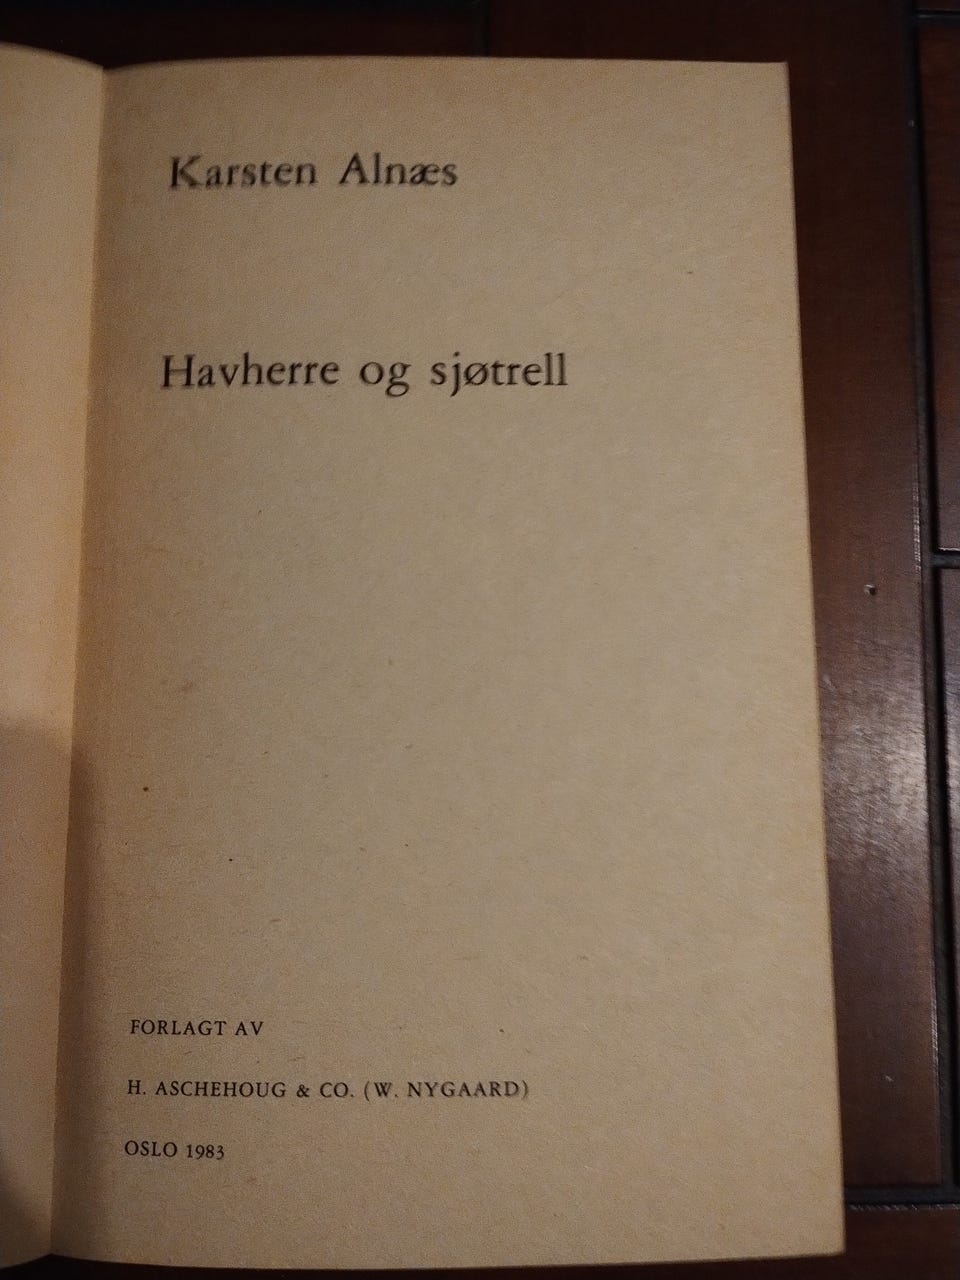 Karsten Alnæs
Havherre og sjøtrell
FORLAGT AV
H. ASCHEHOUG & CO. (W. NYGAARD)
OSLO 1983